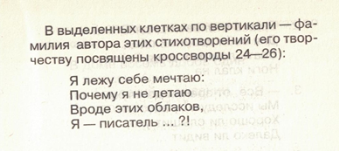 В выделенных клетках по вертикали — фа-
милия автора этих стихотворений (его твор-
честву посвящены кроссворды 24—26):
Я лежу себе мечтаю:
Почему я не летаю
Вроде этих облаков,
Я — писатель ... ?!